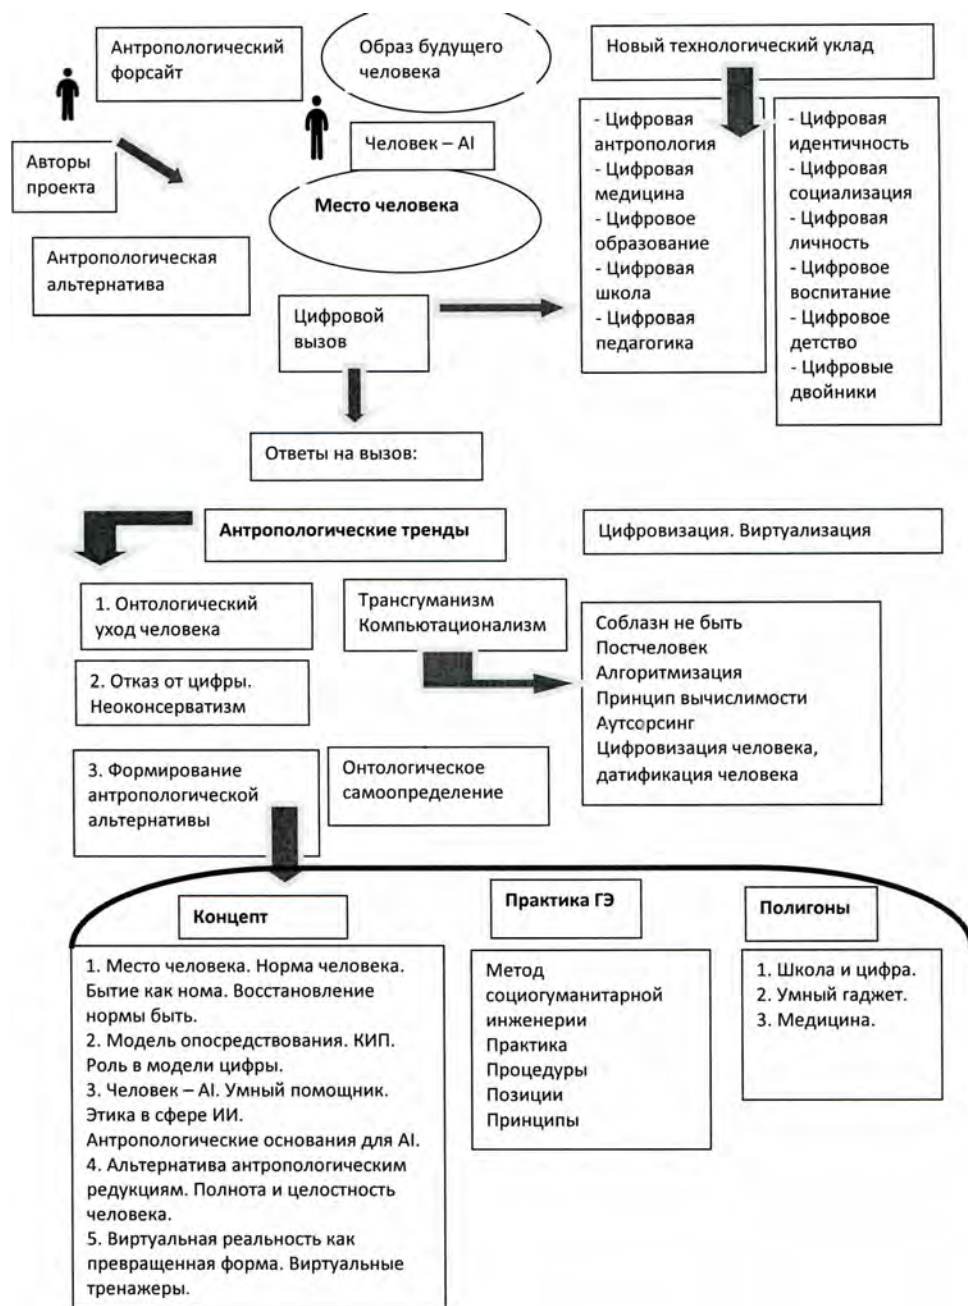 Антропологический
форсайт
Образ будущего
человека
Новый технологический уклад
Авторы
проекта
Человек – AI
Место человека
Антропологическая
альтернатива
Цифровой
вызов
- Цифровая
антропология
- Цифровая
медицина
- Цифровое
образование
- Цифровая
школа
- Цифровая
педагогика
- Цифровая
идентичность
- Цифровая
социализация
- Цифровая
личность
- Цифровое
воспитание
- Цифровое
детство
- Цифровые
двойники
Ответы на вызов:
Антропологические тренды
Цифровизация. Виртуализация
1. Онтологический
уход человека
Трансгуманизм
Компьютационализм
Соблазн не быть
Постчеловек
Алгоритмизация
Принцип вычислимости
Аутсорсинг
Цифровизация человека,
датификация человека
2. Отказ от цифры.
Неоконсерватизм
3. Формирование
антропологической
альтернативы
Онтологическое
самоопределение
Концепт
Практика ГЭ
Полигоны
1. Место человека. Норма человека.
Бытие как нома. Восстановление
нормы быть.
2. Модель опосредствования. КИП.
Роль в модели цифры.
3. Человек – AI. Умный помощник.
Этика в сфере ИИ.
Антропологические основания для AI.
4. Альтернатива антропологическим
редукциям. Полнота и целостность
человека.
5. Виртуальная реальность как
превращенная форма. Виртуальные
тренажеры.
Метод
социогуманитарной
инженерии
Практика
Процедуры
Позиции
Принципы
1. Школа и цифра.
2. Умный гаджет.
3. Медицина.